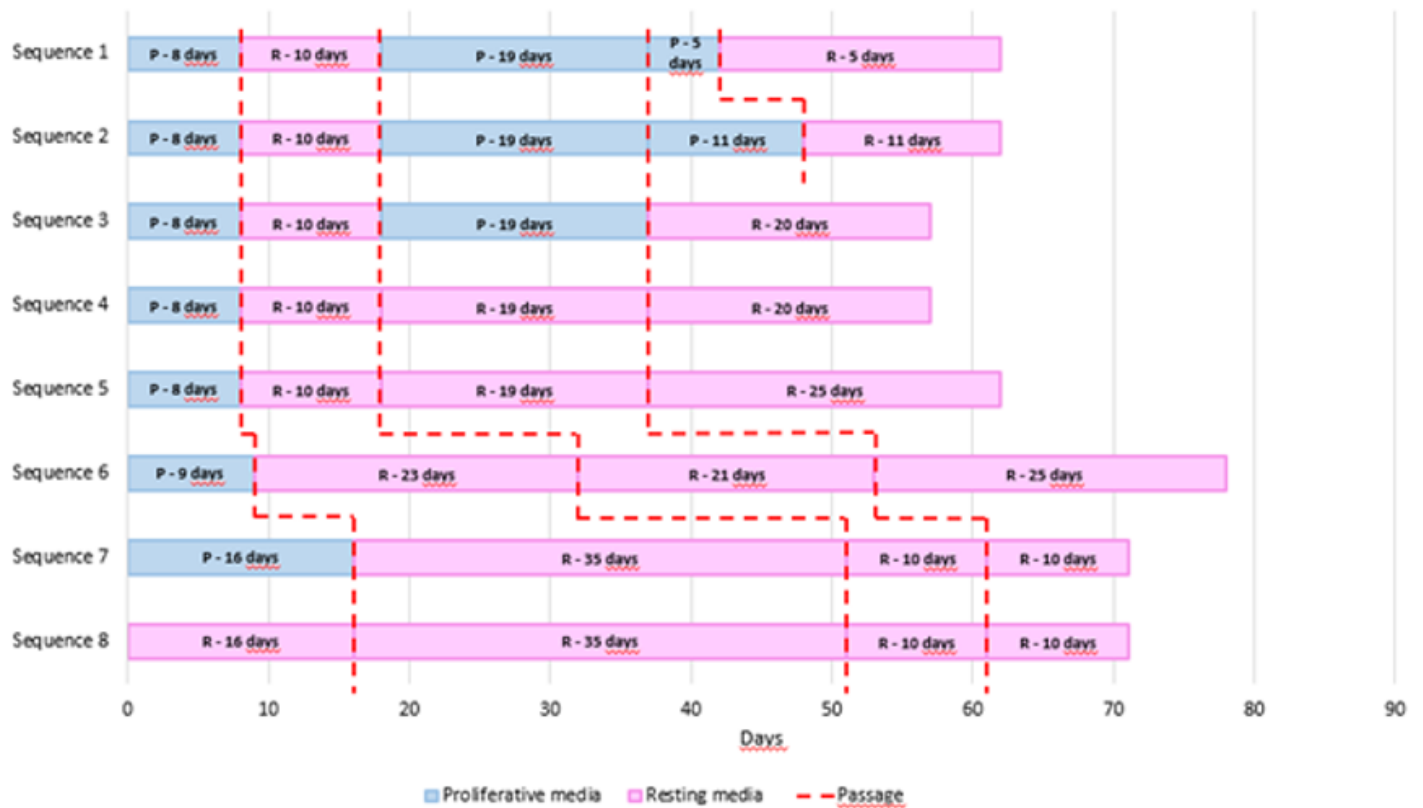 Sequence 1 P - 8 days R - 10 days P - 19 days P - 5 days R - 5 days
Sequence 2 P - 8 days R - 10 days P - 19 days P - 11 days R - 11 days
Sequence 3 P - 8 days R - 10 days P - 19 days R - 20 days
Sequence 4 P - 8 days R - 10 days R - 19 days R - 20 days
Sequence 5 P - 8 days R - 10 days R - 19 days R - 25 days
Sequence 6 P - 9 days R - 23 days R - 21 days R - 25 days
Sequence 7 P - 16 days R - 35 days R - 10 days R - 10 days
Sequence 8 R - 16 days R - 35 days R - 10 days R - 10 days
0 10 20 30 40 50 60 70 80 90
Days
Proliferative media Resting media Passage